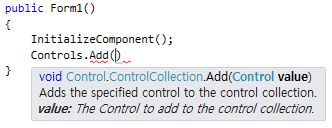 public Form1()
{
InitializeComponent();
Controls.Add()
}
void Control.ControlCollection.Add(Control value)
Adds the specified control to the control collection.
value: The Control to add to the control collection.